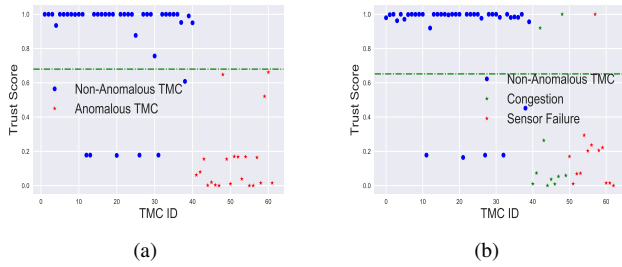 1.0
0.8
0.6
0.4
0.2
0.0
Trust Score
Non-Anomalous TMC
Anomalous TMC
0 10 20 30 40 50 60
TMC ID
(a)
1.0
0.8
0.6
0.4
0.2
0.0
Trust Score
Non-Anomalous TMC
Congestion
Sensor Failure
0 10 20 30 40 50 60
TMC ID
(b)